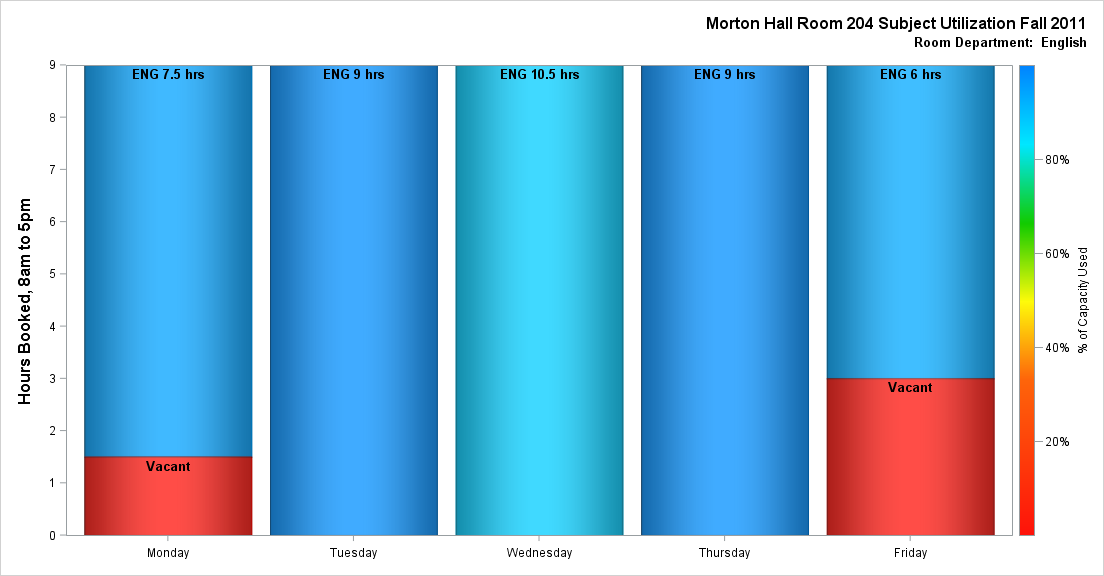 Morton Hall Room 204 Subject Utilization Fall 2011
Room Department:  English
Hours Booked, 8am to 5pm
9
8
7
6
5
4
3
2
1
0
ENG 7.5 hrs
ENG 9 hrs
ENG 10.5 hrs
ENG 9 hrs
ENG 6 hrs
Vacant
Vacant
Monday
Tuesday
Wednesday
Thursday
Friday
80%
60%
40%
20%
% of Capacity Used